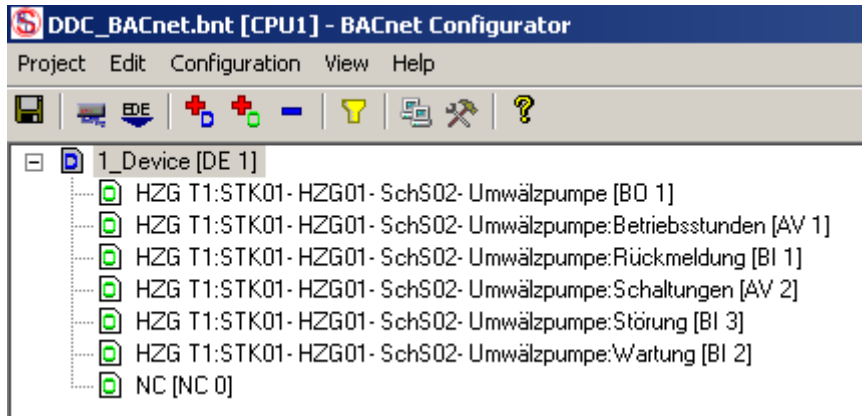 DDC_BACnet.bnt [CPU1] - BACnet Configurator
Project Edit Configuration View Help
EDE D O
1_Device [DE 1]
HZG T1:STK01- HZG01- SchS02- Umwälzpumpe [BO 1]
HZG T1:STK01- HZG01- SchS02- Umwälzpumpe:Betriebsstunden [AV 1]
HZG T1:STK01- HZG01- SchS02- Umwälzpumpe:Rückmeldung [BI 1]
HZG T1:STK01- HZG01- SchS02- Umwälzpumpe:Schaltungen [AV 2]
HZG T1:STK01- HZG01- SchS02- Umwälzpumpe:Störung [BI 3]
HZG T1:STK01- HZG01- SchS02- Umwälzpumpe:Wartung [BI 2]
NC [NC 0]